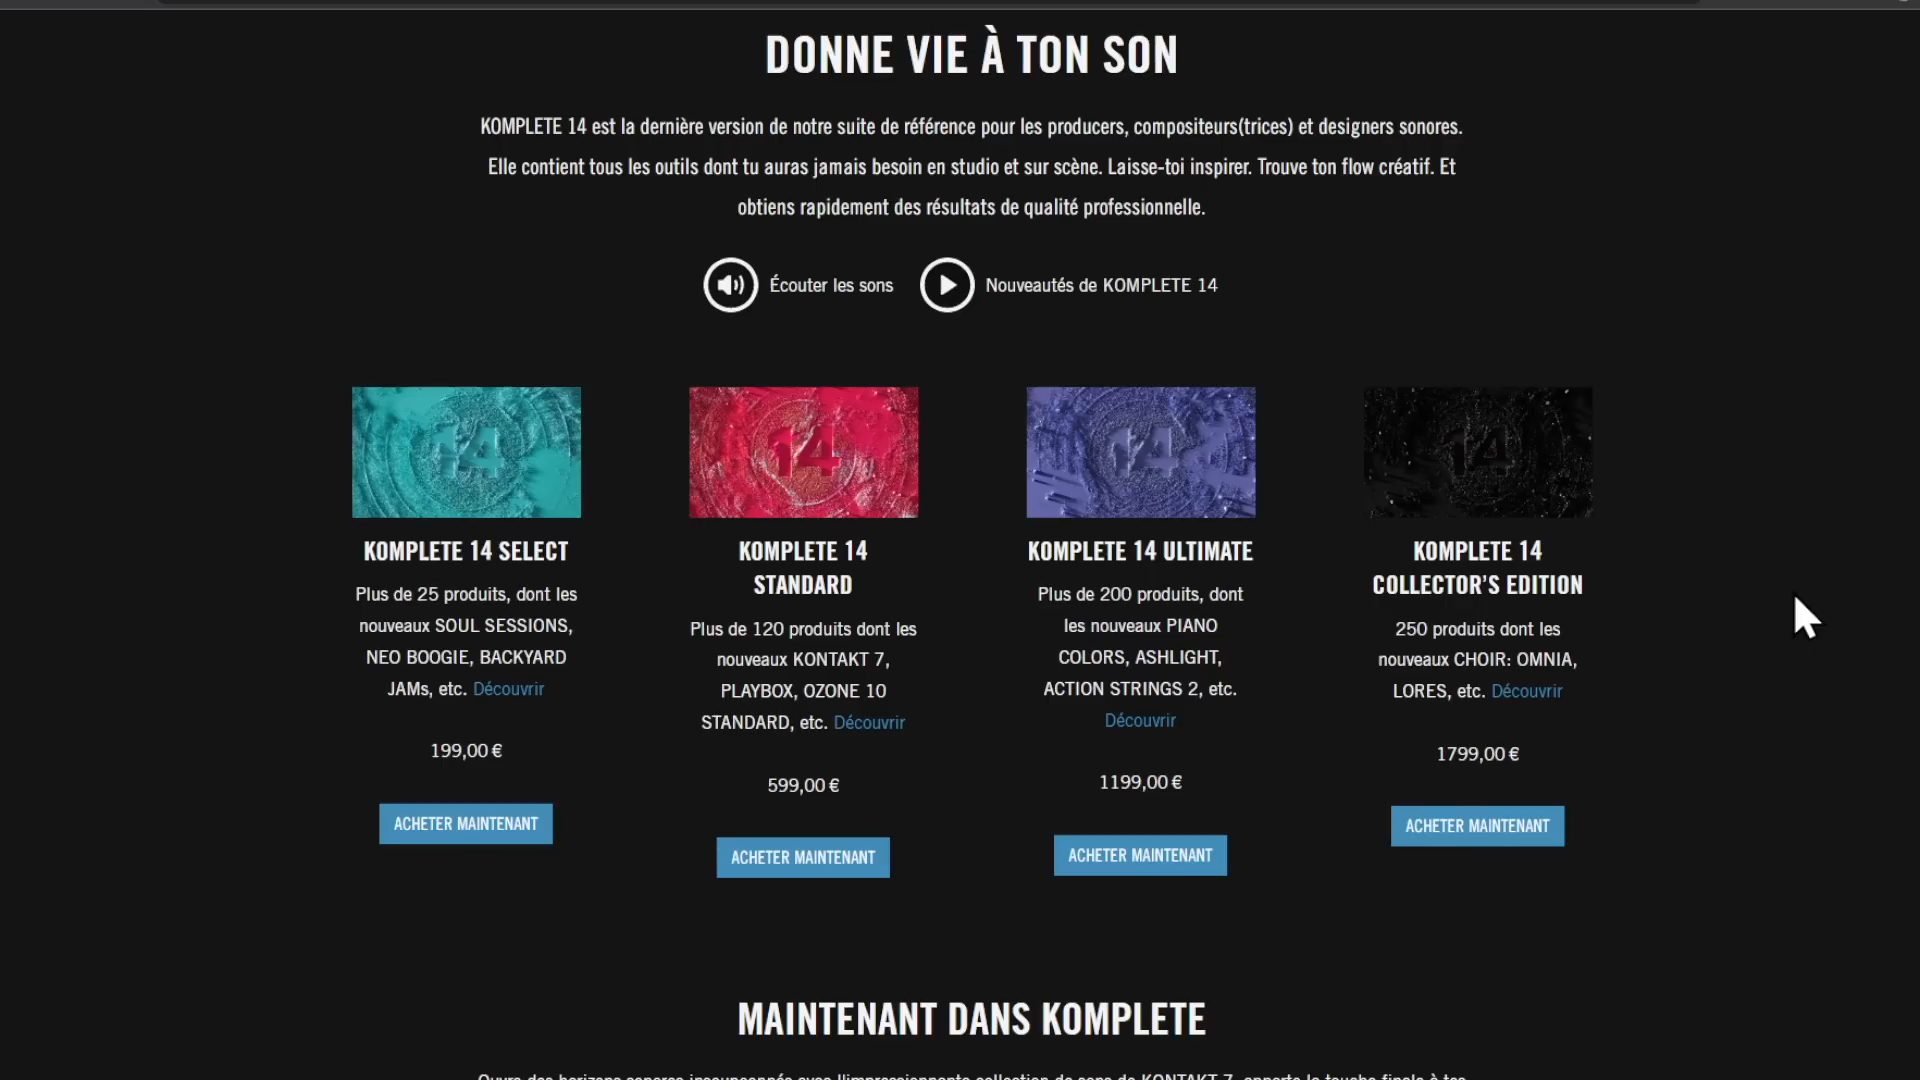 DONNE VIE À TON SON
KOMPLETE 14 est la dernière version de notre suite de référence pour les producers, compositeurs(trices) et designers sonores.
Elle contient tous les outils dont tu auras jamais besoin en studio et sur scène. Laisse-toi inspirer. Trouve ton flow créatif. Et
obtiens rapidement des résultats de qualité professionnelle.
Écouter les sons
Nouveautés de KOMPLETE 14
14
KOMPLETE 14 SELECT
Plus de 25 produits, dont les
nouveaux SOUL SESSIONS,
NEO BOOGIE, BACKYARD
JAMs, etc. Découvrir
199,00 €
ACHETER MAINTENANT
14
KOMPLETE 14
STANDARD
Plus de 120 produits dont les
nouveaux KONTAKT 7,
PLAYBOX, OZONE 10
STANDARD, etc. Découvrir
599,00 €
ACHETER MAINTENANT
14
KOMPLETE 14 ULTIMATE
Plus de 200 produits, dont
les nouveaux PIANO
COLORS, ASHLIGHT,
ACTION STRINGS 2, etc.
Découvrir
1199,00 €
ACHETER MAINTENANT
14
KOMPLETE 14
COLLECTOR'S EDITION
250 produits dont les
nouveaux CHOIR: OMNIA,
LORES, etc. Découvrir
1799,00 €
ACHETER MAINTENANT
MAINTENANT DANS KOMPLETE